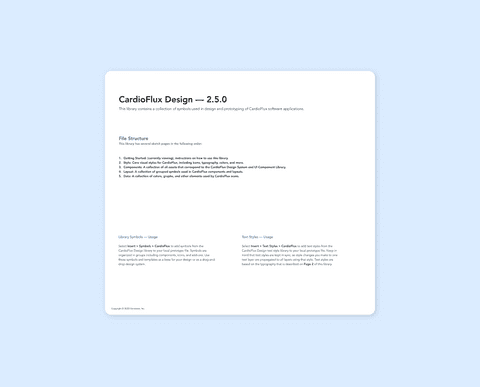 CardioFlux Design — 2.5.0
This library contains a collection of symbols used in design and prototyping of CardioFlux software applications.
File Structure
This library has several sketch pages in the following order:
1. Getting Started: (currently viewing), instructions on how to use this library.
2. Style: Core visual styles for CardioFlux, including icons, typography, colors, and more.
3. Components: A collection of all assets that correspond to the CardioFlux Design System and UI Component Library.
4. Layout: A collection of grouped symbols used in CardioFlux components and layouts.
5. Data: A collection of colors, graphs, and other elements used by CardioFlux scans.
Library Symbols — Usage
Select Insert > Symbols > CardioFlux to add symbols from the
CardioFlux Design library to your local prototype file. Symbols are
organized in groups including components, icons, and editorial. Use
these symbols and templates as a base for your design or as a drag-and-
drop design system.
Text Styles — Usage
Select Insert > Text Styles > CardioFlux to add text styles from the
CardioFlux Design text style library to your local prototype file. Keep in
mind that text styles are kept in sync, so style changes you make to one
text layer are propagated to all layers using that style. Text styles are
based on the typography that is described on Page 2 of this library.
Copyright © 2020 Genetesis, Inc.